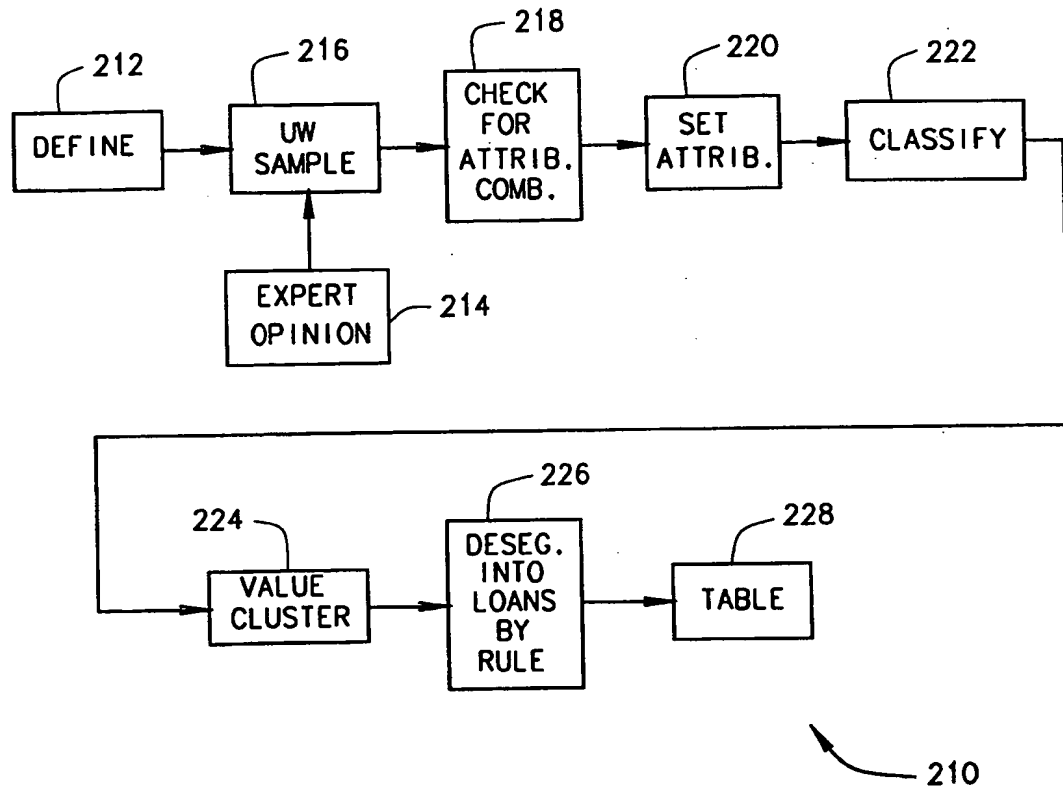 212
216
218
220
222
DEFINE
UW
SAMPLE
CHECK
FOR
ATTRIB.
COMB.
SET
ATTRIB.
CLASSIFY
EXPERT
OPINION
214
224
226
228
VALUE
CLUSTER
DESEG.
INTO
LOANS
BY
RULE
TABLE
210